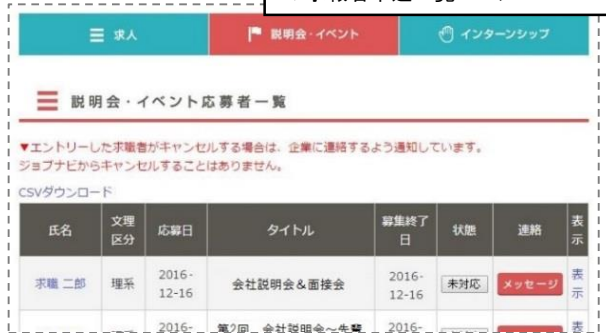 求人
説明会・イベント
インターンシップ
説明会・イベント応募者一覧
▼エントリーした求職者がキャンセルする場合は、企業に連絡するよう通知しています。
ジョブナビからキャンセルすることはありません。
CSVダウンロード
氏名 文理区分 応募日 タイトル 募集終了日 状態 連絡 表示
求職 二郎 理系 2016-12-16 会社説明会&面接会 2016-12-16 未対応 メッセージ 表示
2016- 第2回 会社説明会~先輩 2016-